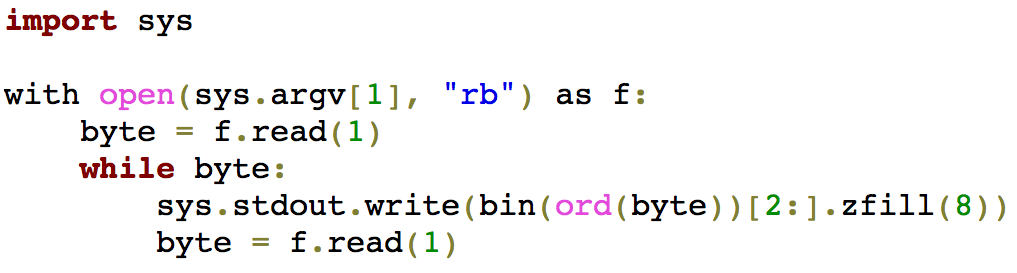 import sys

with open(sys.argv[1], "rb") as f:
    byte = f.read(1)
    while byte:
        sys.stdout.write(bin(ord(byte))[2:].zfill(8))
        byte = f.read(1)